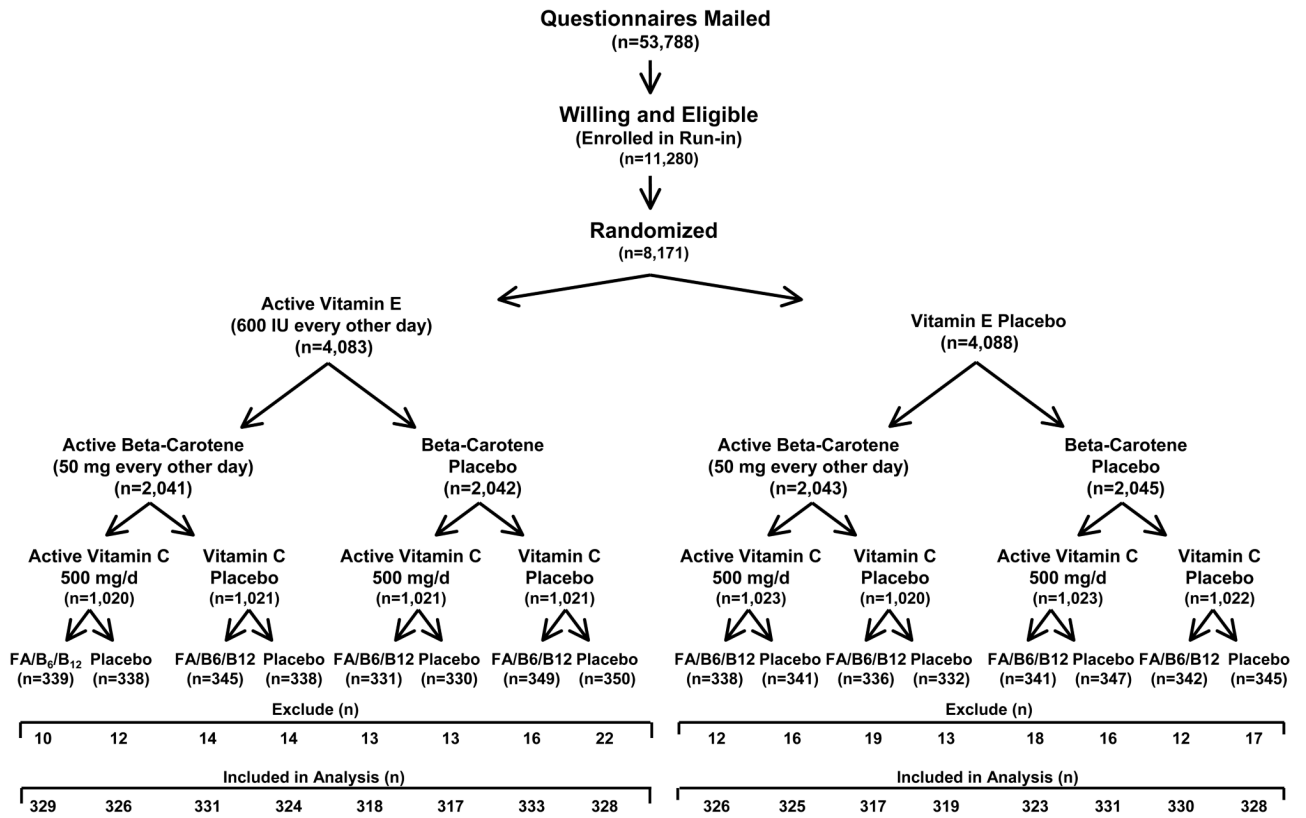 Questionnaires Mailed
(n=53,788)
Willing and Eligible
(Enrolled in Run-in)
(n=11,280)
Randomized
(n=8,171)
Active Vitamin E
(600 IU every other day)
(n=4,083)
Vitamin E Placebo
(n=4,088)
Active Beta-Carotene
(50 mg every other day)
(n=2,041)
Beta-Carotene
Placebo
(n=2,042)
Active Beta-Carotene
(50 mg every other day)
(n=2,043)
Beta-Carotene
Placebo
(n=2,045)
Active Vitamin C
500 mg/d
(n=1,020)
Vitamin C
Placebo
(n=1,021)
Active Vitamin C
500 mg/d
(n=1,021)
Vitamin C
Placebo
(n=1,021)
Active Vitamin C
500 mg/d
(n=1,023)
Vitamin C
Placebo
(n=1,020)
Active Vitamin C
500 mg/d
(n=1,023)
Vitamin C
Placebo
(n=1,022)
FA/B₆/B₁₂ Placebo FA/B6/B12 Placebo FA/B6/B12 Placebo FA/B6/B12 Placebo FA/B6/B12 Placebo FA/B6/B12 Placebo FA/B6/B12 Placebo FA/B6/B12 Placebo
(n=339) (n=338) (n=345) (n=338) (n=331) (n=330) (n=349) (n=350) (n=338) (n=341) (n=336) (n=332) (n=341) (n=347) (n=342) (n=345)
Exclude (n) Exclude (n)
10 12 14 14 13 13 16 22 12 16 19 13 18 16 12 17
Included in Analysis (n) Included in Analysis (n)
329 326 331 324 318 317 333 328 326 325 317 319 323 331 330 328